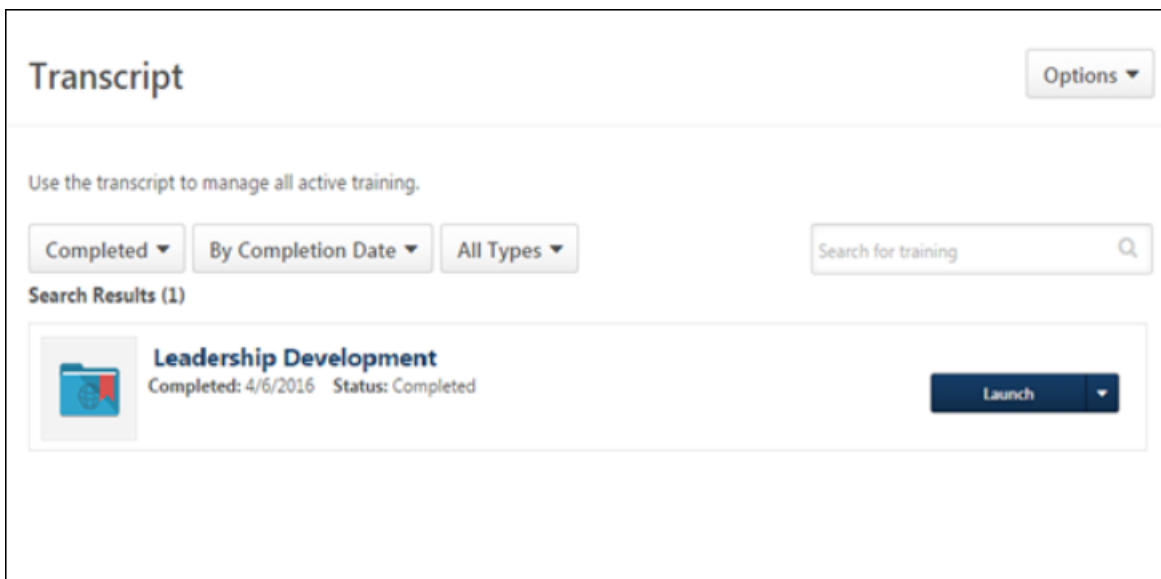 Transcript
Options
Use the transcript to manage all active training.
Completed By Completion Date All Types Search for training
Search Results (1)
Leadership Development
Completed: 4/6/2016 Status: Completed
Launch